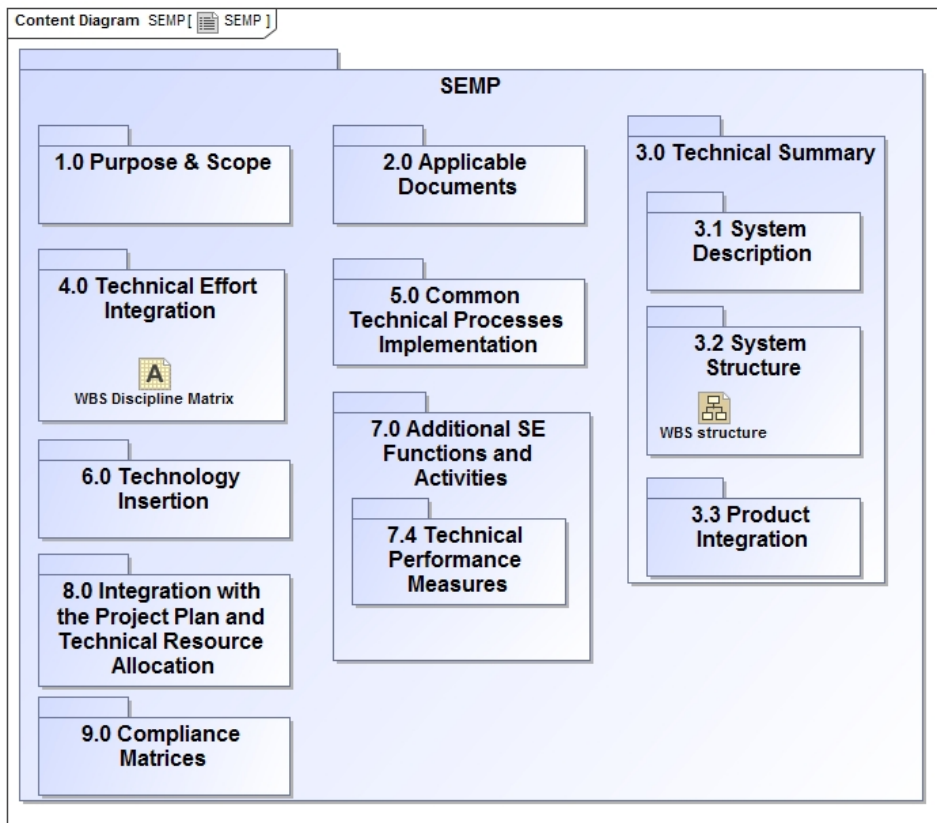 Content Diagram SEMP[ SEMP ]
SEMP
1.0 Purpose & Scope
2.0 Applicable
Documents
3.0 Technical Summary
3.1 System
Description
3.2 System
Structure
WBS structure
3.3 Product
Integration
4.0 Technical Effort
Integration
A
WBS Discipline Matrix
5.0 Common
Technical Processes
Implementation
6.0 Technology
Insertion
7.0 Additional SE
Functions and
Activities
7.4 Technical
Performance
Measures
8.0 Integration with
the Project Plan and
Technical Resource
Allocation
9.0 Compliance
Matrices